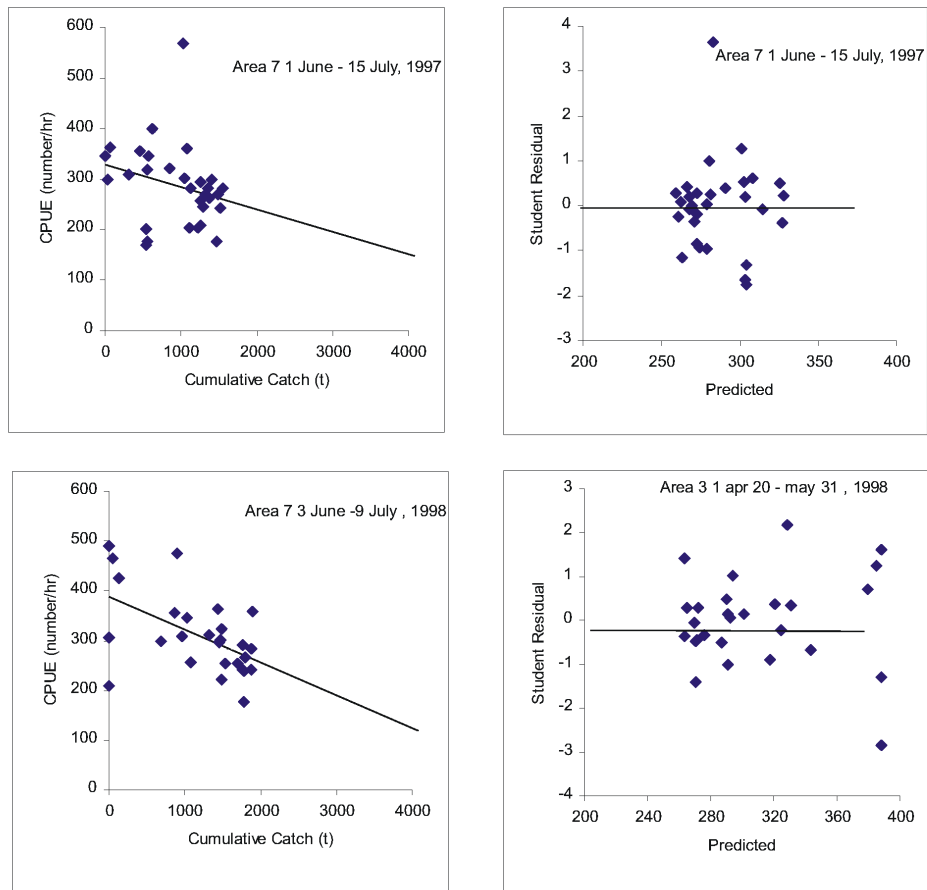 600
500
400
300
200
100
0
0 1000 2000 3000 4000
CPUE (number/hr)
Cumulative Catch (t)
Area 7 1 June - 15 July, 1997
4
3
2
1
0
-1
-2
-3
200 250 300 350 400
Student Residual
Predicted
Area 7 1 June - 15 July, 1997
600
500
400
300
200
100
0
0 1000 2000 3000 4000
CPUE (number/hr)
Cumulative Catch (t)
Area 7 3 June -9 July , 1998
3
2
1
0
-1
-2
-3
-4
200 240 280 320 360 400
Student Residual
Predicted
Area 3 1 apr 20 - may 31 , 1998